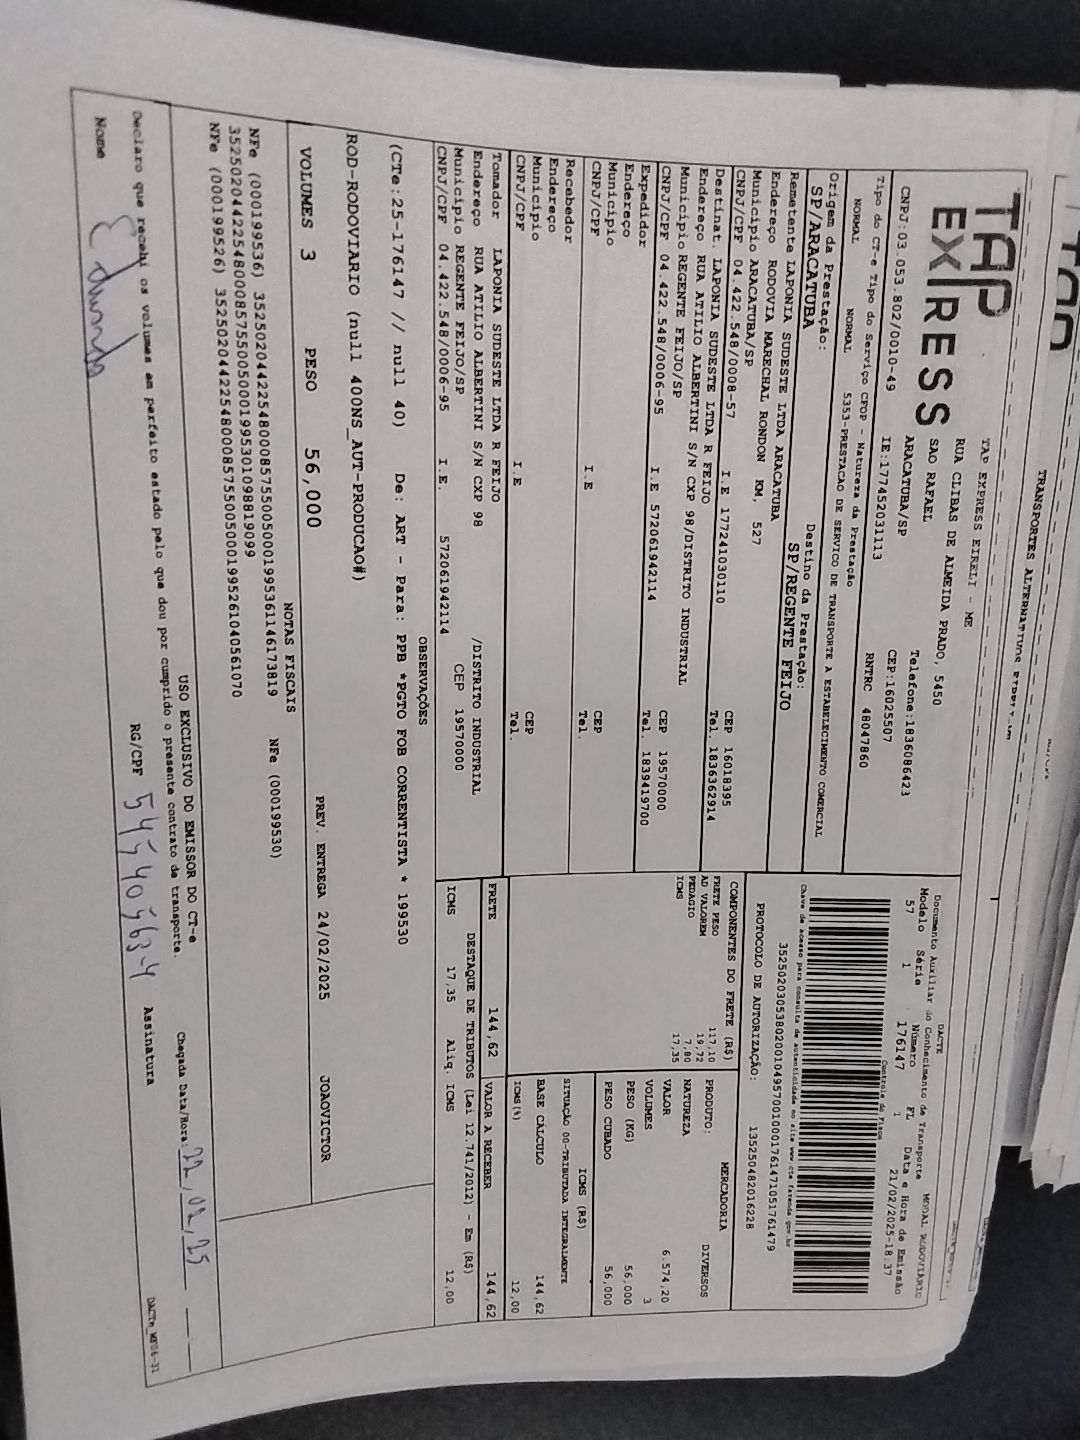 TRANSPORTES ALTERNATIVOS EIRELI-ME
TAP
EXPRESS
TAP EXPRESS EIRELI - ME
RUA CLIBAS DE ALMEIDA PRADO, 5450
SAO RAFAEL
ARACATUBA/SP
CEP:16025507
Telefone:1836086423
CNPJ:03.053.802/0010-49
IE:177452031113
RNTRC 48047860
Tipo do CT-e Tipo do Serviço CFOP - Natureza da Prestação
NORMAL NORMAL 5353-PRESTACAO DE SERVICO DE TRANSPORTE A ESTABELECIMENTO COMERCIAL
Origem da Prestação: Destino da Prestação:
SP/ARACATUBA SP/REGENTE FEIJO
Remetente LAPONIA SUDESTE LTDA ARACATUBA
Endereço RODOVIA MARECHAL RONDON KM, 527
Município ARACATUBA/SP CEP 16018395
CNPJ/CPF 04.422.548/0008-57 I.E 177241030110 Tel. 1836362914
Destinat. LAPONIA SUDESTE LTDA R FEIJO
Endereço RUA ATILIO ALBERTINI S/N CXP 98/DISTRITO INDUSTRIAL
Município REGENTE FEIJO/SP CEP 19570000
CNPJ/CPF 04.422.548/0006-95 I.E 572061942114 Tel. 1839419700
Expedidor
Endereço
Município CEP
CNPJ/CPF I.E Tel.
Recebedor
Endereço
Município CEP
CNPJ/CPF I.E Tel.
Tomador LAPONIA SUDESTE LTDA R FEIJO
Endereço RUA ATILIO ALBERTINI S/N CXP 98 /DISTRITO INDUSTRIAL
Município REGENTE FEIJO/SP CEP 19570000
CNPJ/CPF 04.422.548/0006-95 I.E. 572061942114
DACTE
Documento Auxiliar do Conhecimento de Transporte
MODAL RODOVIÁRIO
Modelo Série Número FL Data e Hora de Emissão
57 1 176147 1 21/02/2025-18:37
Controle do Fisco
Chave de acesso para consulta de autenticidade no site www.cte.fazenda.gov.br
35250203053802001049570010001761471051761479
PROTOCOLO DE AUTORIZAÇÃO: 135250482016228
COMPONENTES DO FRETE (R$)
FRETE PESO 117,10
AD VALOREM 19,72
PEDAGIO 7,80
ICMS 17,35
MERCADORIA
PRODUTO: DIVERSOS
NATUREZA
VALOR 6.574,20
VOLUMES 3
PESO (KG) 56,000
PESO CUBADO 56,000
ICMS (R$)
SITUAÇÃO 00-TRIBUTADA INTEGRALMENTE
BASE CÁLCULO 144,62
ICMS(%) 12,00
FRETE 144,62 VALOR A RECEBER 144,62
DESTAQUE DE TRIBUTOS (Lei 12.741/2012) - Em (R$)
ICMS 17,35 Aliq. ICMS 12,00
OBSERVAÇÕES
(CTe:25-176147 // null 40) De: ART - Para: PPB *PGTO FOB CORRENTISTA * 199530
ROD-RODOVIARIO (null 400NS_AUT-PRODUCAO#)
VOLUMES 3 PESO 56,000 PREV. ENTREGA 24/02/2025 JOAOVICTOR
NOTAS FISCAIS
NFe (000199536) 35250204422548000857550050001995361146173819 NFe (000199530)
35250204422548000857550050001995301098819099
NFe (000199526) 35250204422548000857550050001995261040561070
USO EXCLUSIVO DO EMISSOR DO CT-e
Declaro que recebi os volumes em perfeito estado pelo que dou por cumprido o presente contrato de transporte. Chegada Data/Hora: 22,02,25
Nome Eduardo RG/CPF Assinatura
DACTe_MF06-31